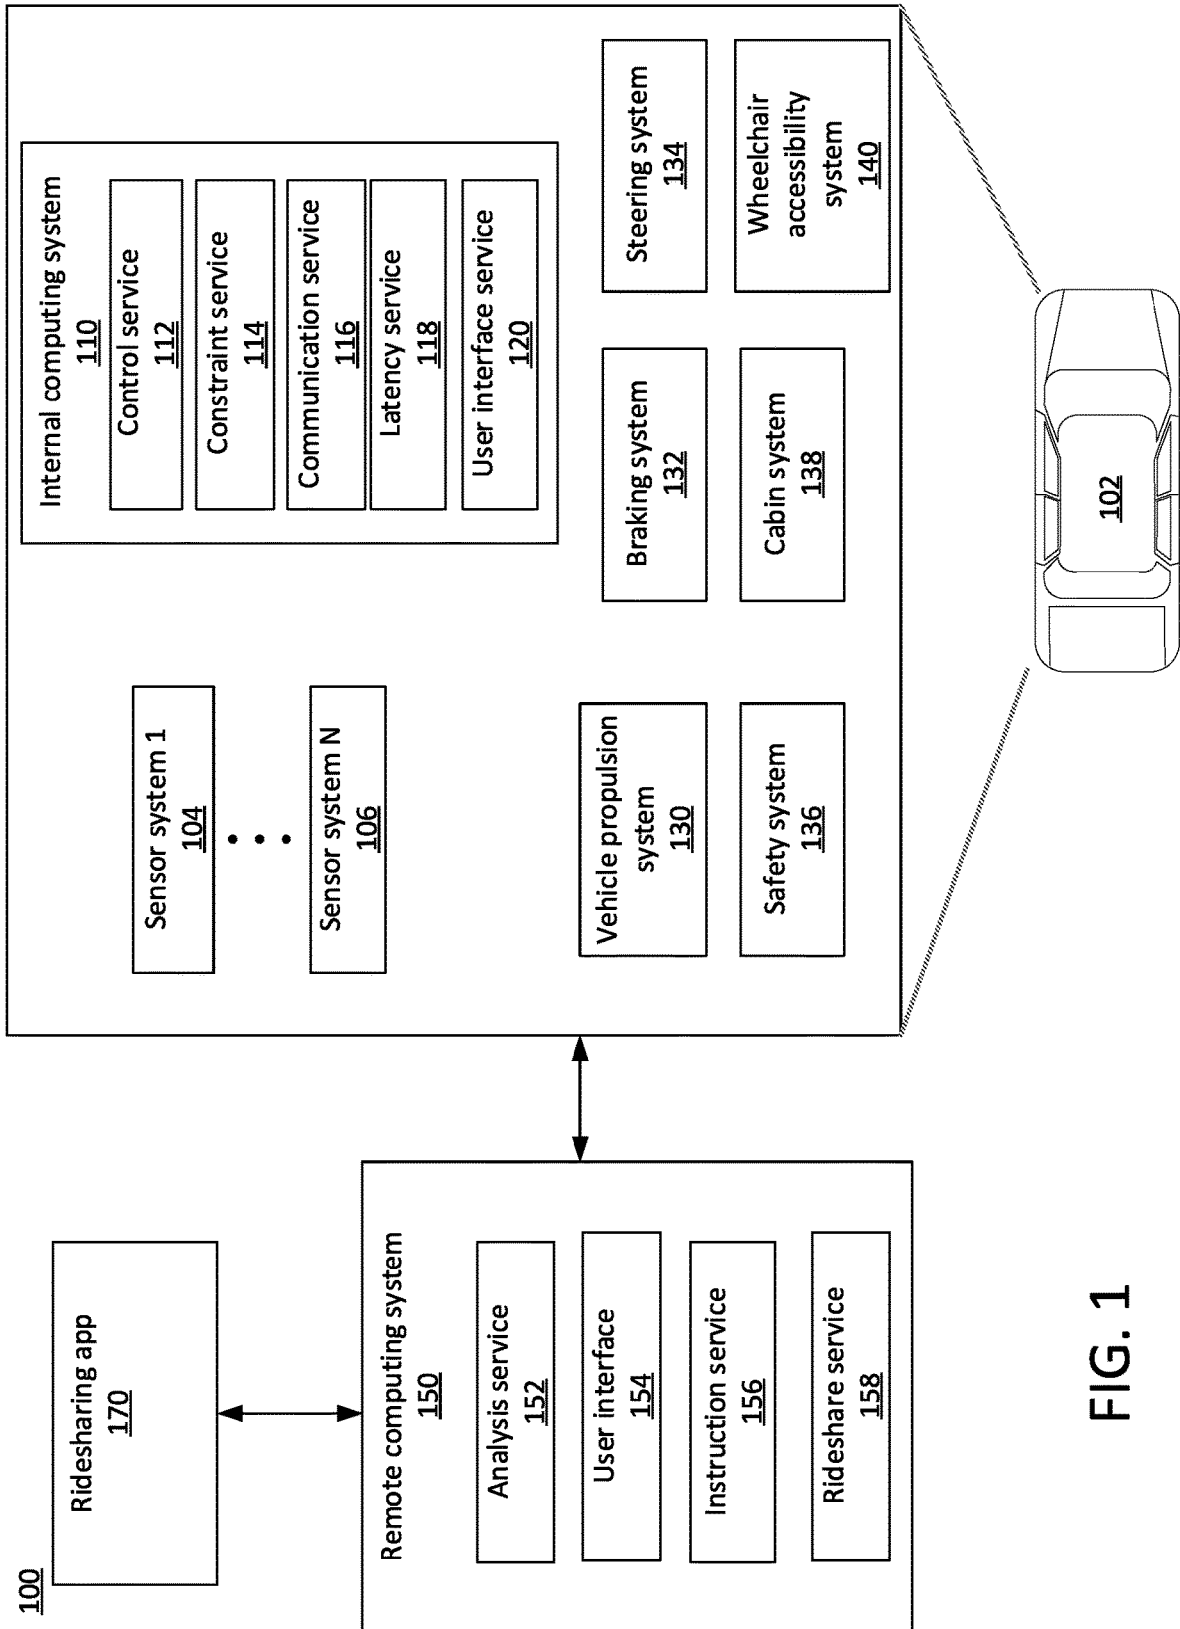 100
Ridesharing app
170
Remote computing system
150
Analysis service
152
User interface
154
Instruction service
156
Rideshare service
158
Sensor system 1
104
Sensor system N
106
Internal computing system
110
Control service
112
Constraint service
114
Communication service
116
Latency service
118
User interface service
120
Vehicle propulsion
system
130
Braking system
132
Steering system
134
Safety system
136
Cabin system
138
Wheelchair
accessibility
system
140
102
FIG. 1